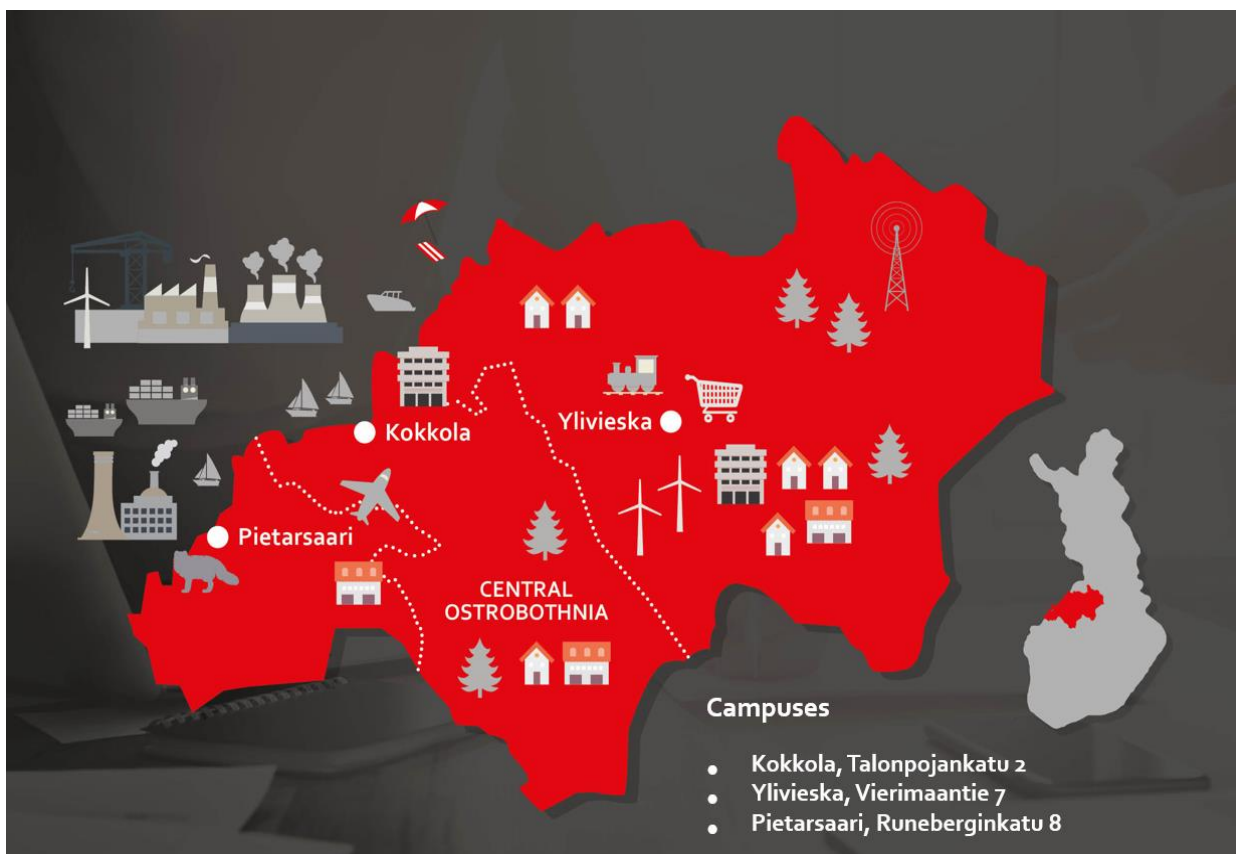 Kokkola
Ylivieska
Pietarsaari
CENTRAL
OSTROBOTHNIA
Campuses
• Kokkola, Talonpojankatu 2
• Ylivieska, Vierimaantie 7
• Pietarsaari, Runeberginkatu 8